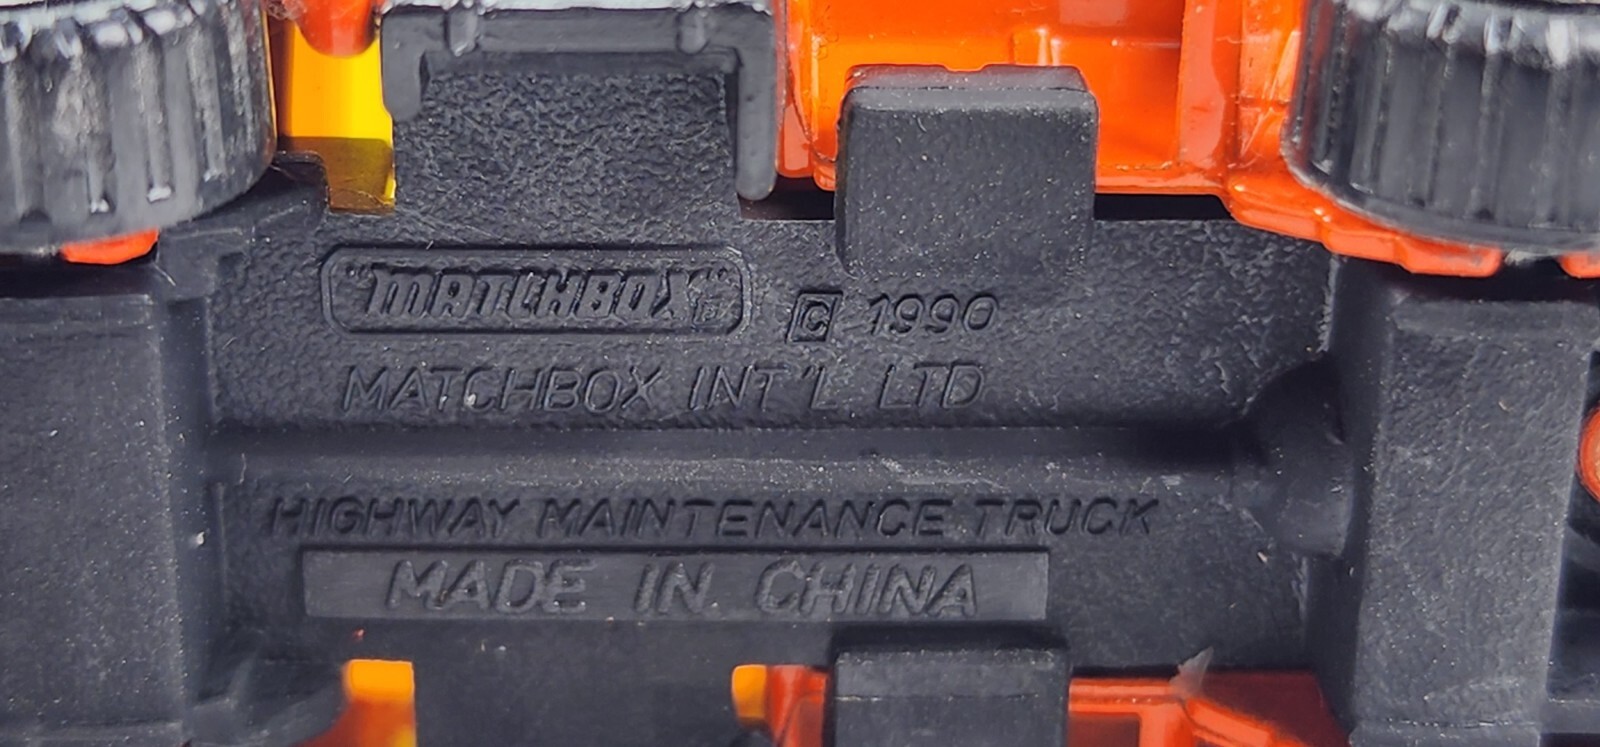 "MATCHBOX"
© 1990
MATCHBOX INT'L LTD
HIGHWAY MAINTENANCE TRUCK
MADE IN CHINA